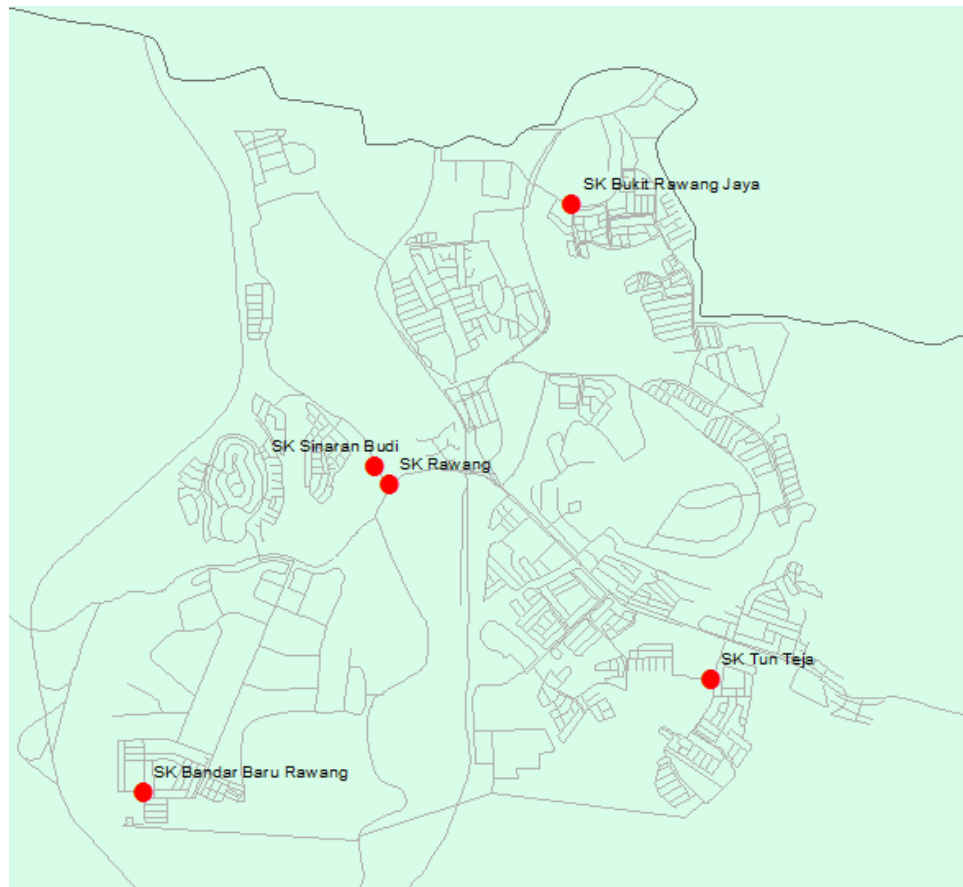 SK Bukit Rawang Jaya
SK Sinaran Budi
SK Rawang
SK Tun Teja
SK Bandar Baru Rawang